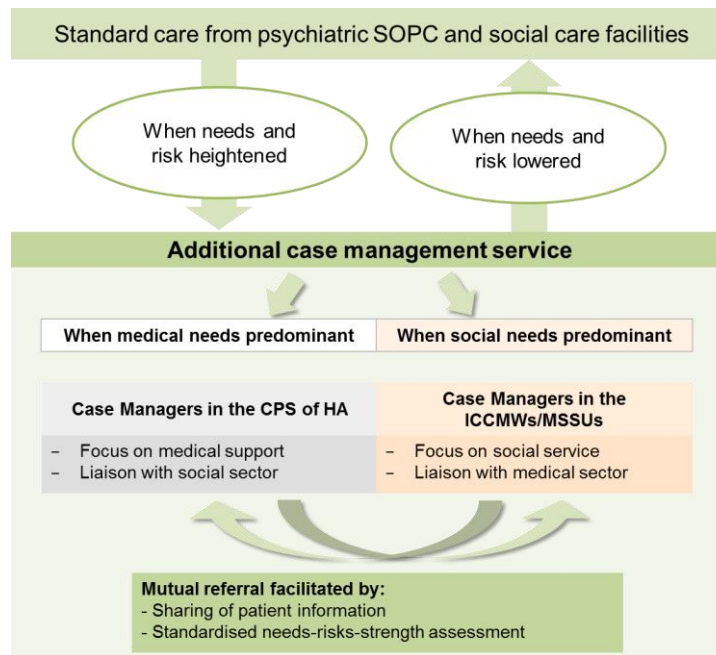 Standard care from psychiatric SOPC and social care facilities
When needs and
risk heightened
When needs and
risk lowered
Additional case management service
When medical needs predominant
When social needs predominant
Case Managers in the CPS of HA
– Focus on medical support
– Liaison with social sector
Case Managers in the
ICCMWs/MSSUs
– Focus on social service
– Liaison with medical sector
Mutual referral facilitated by:
- Sharing of patient information
- Standardised needs-risks-strength assessment